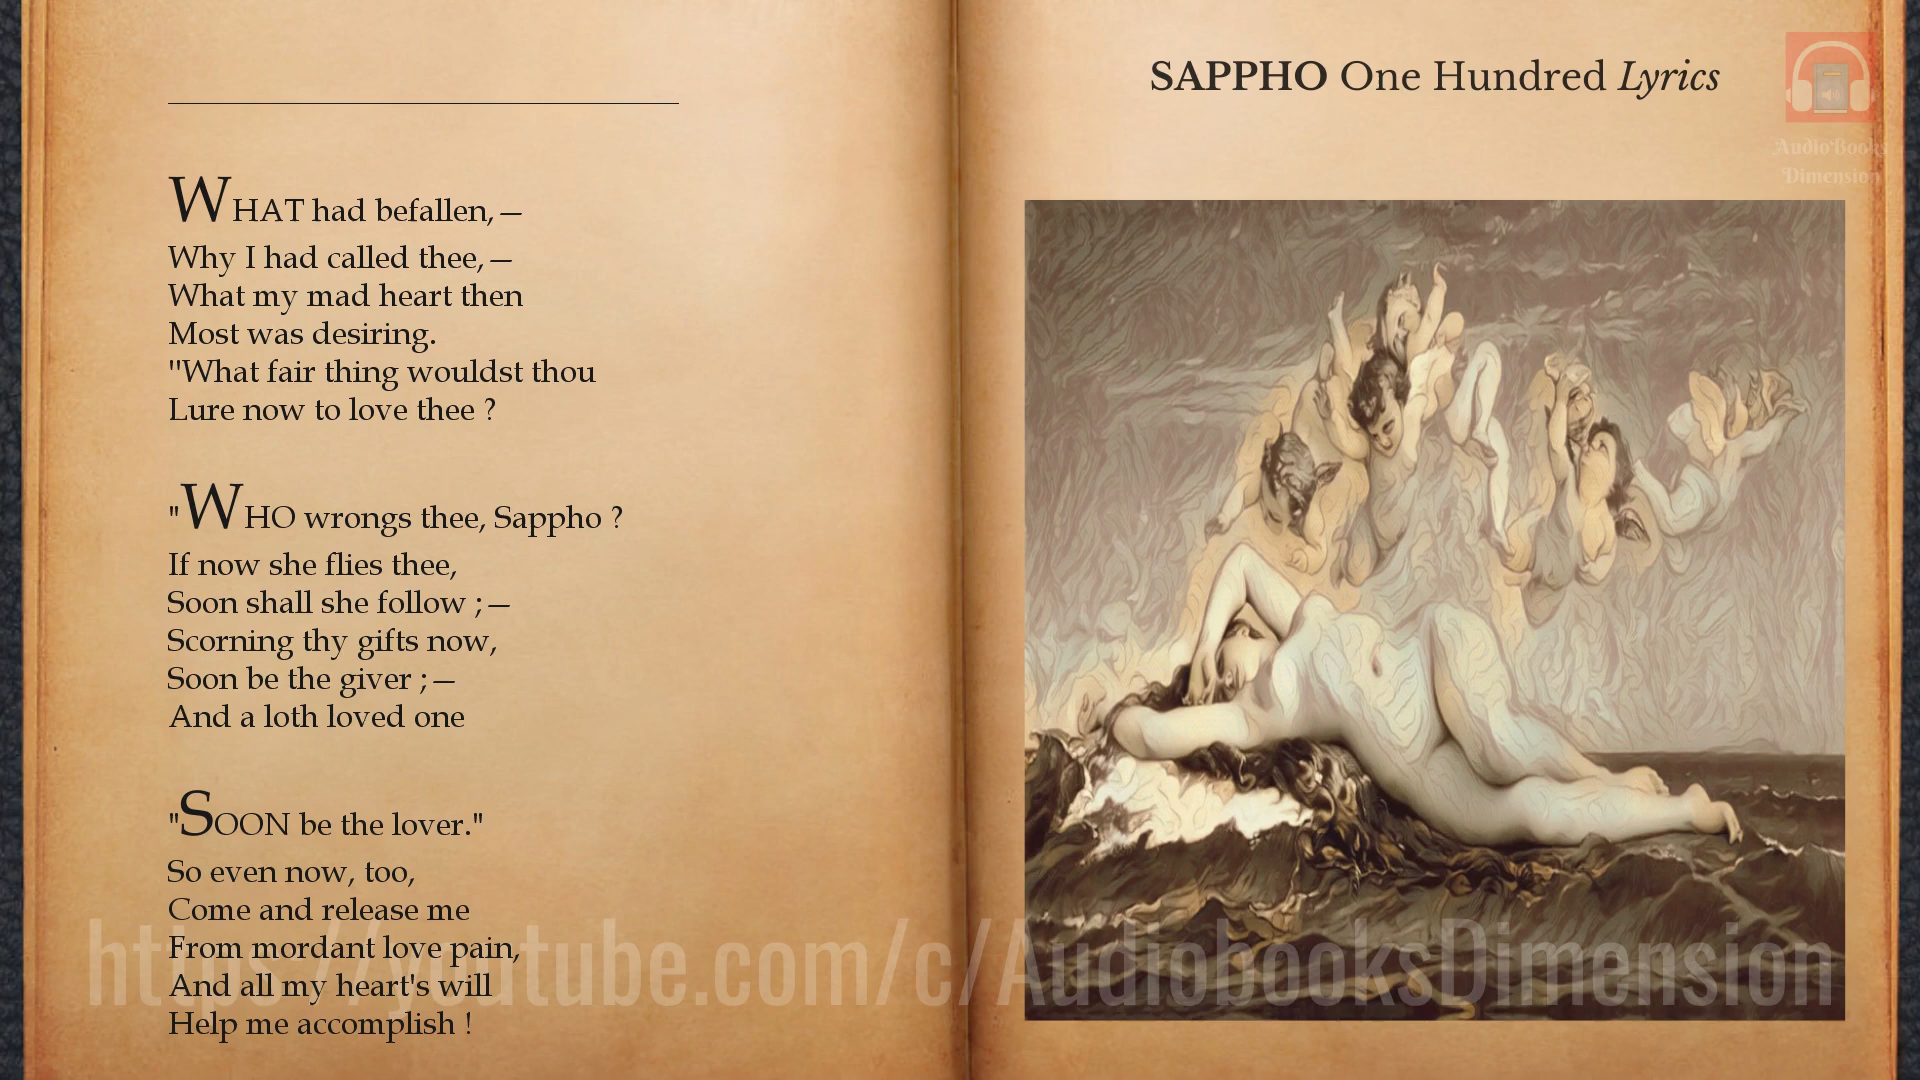 WHAT had befallen,—
Why I had called thee,—
What my mad heart then
Most was desiring.
"What fair thing wouldst thou
Lure now to love thee ?
"WHO wrongs thee, Sappho ?
If now she flies thee,
Soon shall she follow ;—
Scorning thy gifts now,
Soon be the giver ;—
And a loth loved one
"SOON be the lover."
So even now, too,
Come and release me
From mordant love pain,
And all my heart's will
Help me accomplish !
SAPPHO One Hundred Lyrics
AudioBooks
Dimension
https://youtube.com/c/AudiobooksDimension